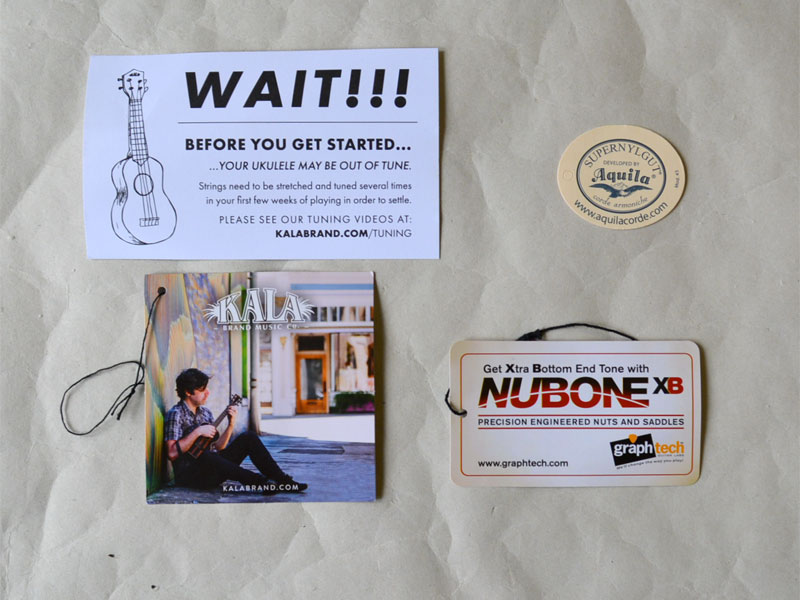 WAIT!!!
BEFORE YOU GET STARTED...
...YOUR UKULELE MAY BE OUT OF TUNE.
Strings need to be stretched and tuned several times
in your first few weeks of playing in order to settle.
PLEASE SEE OUR TUNING VIDEOS AT:
KALABRAND.COM/TUNING
SUPERNYLGUT
DEVELOPED BY
Aquila®
corde armoniche
www.aquilacorde.com
KALA
BRAND MUSIC CO.
KALABRAND.COM
Get Xtra Bottom End Tone with
NUBONE XB
PRECISION ENGINEERED NUTS AND SADDLES
graphtech
www.graphtech.com